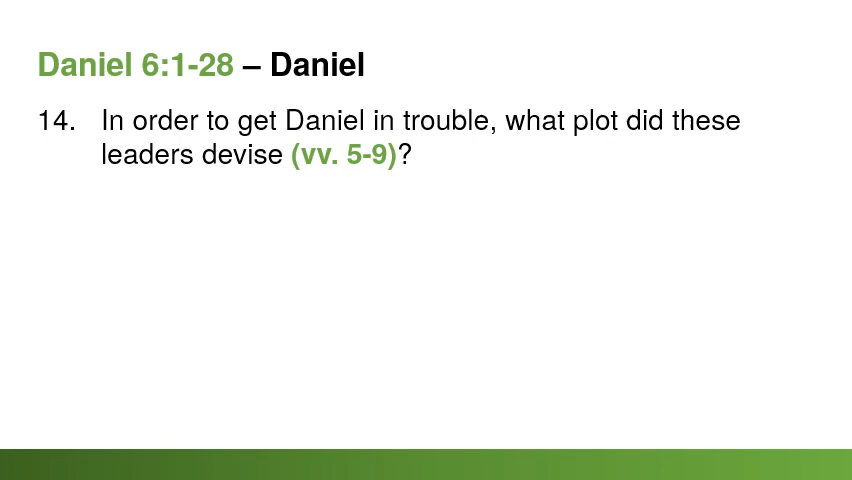 Daniel 6:1-28 – Daniel
14. In order to get Daniel in trouble, what plot did these
leaders devise (vv. 5-9)?